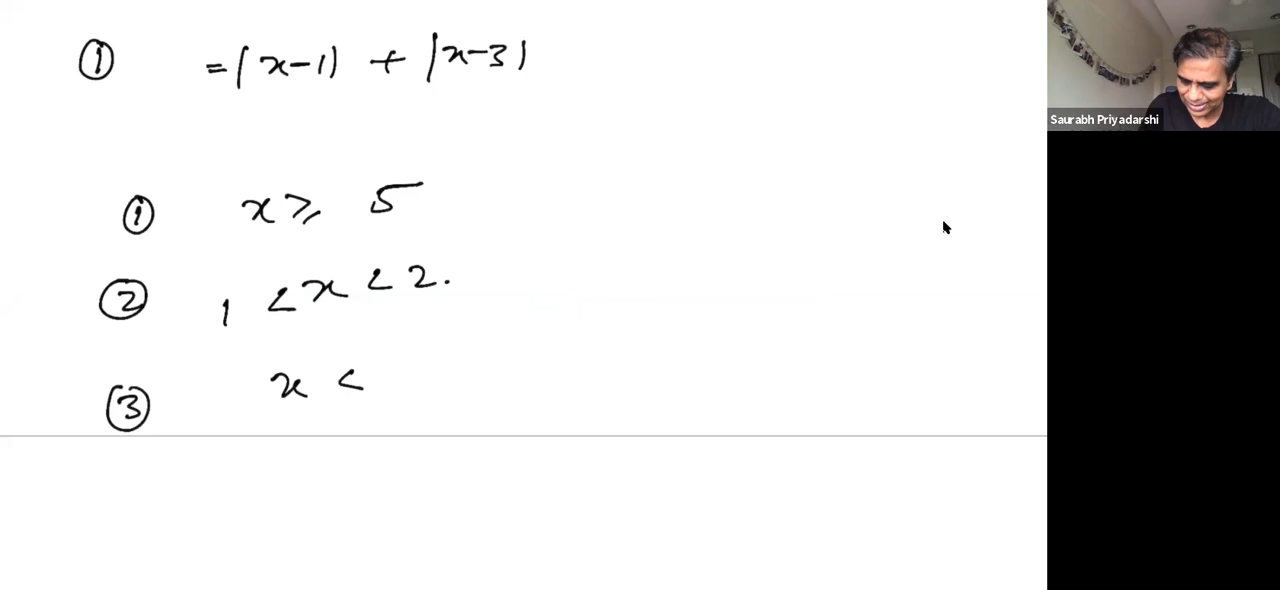 ① = |x-1| + |x-3|
Saurabh Priyadarshi
① x ≥ 5
② 1 < x < 2.
③ x <